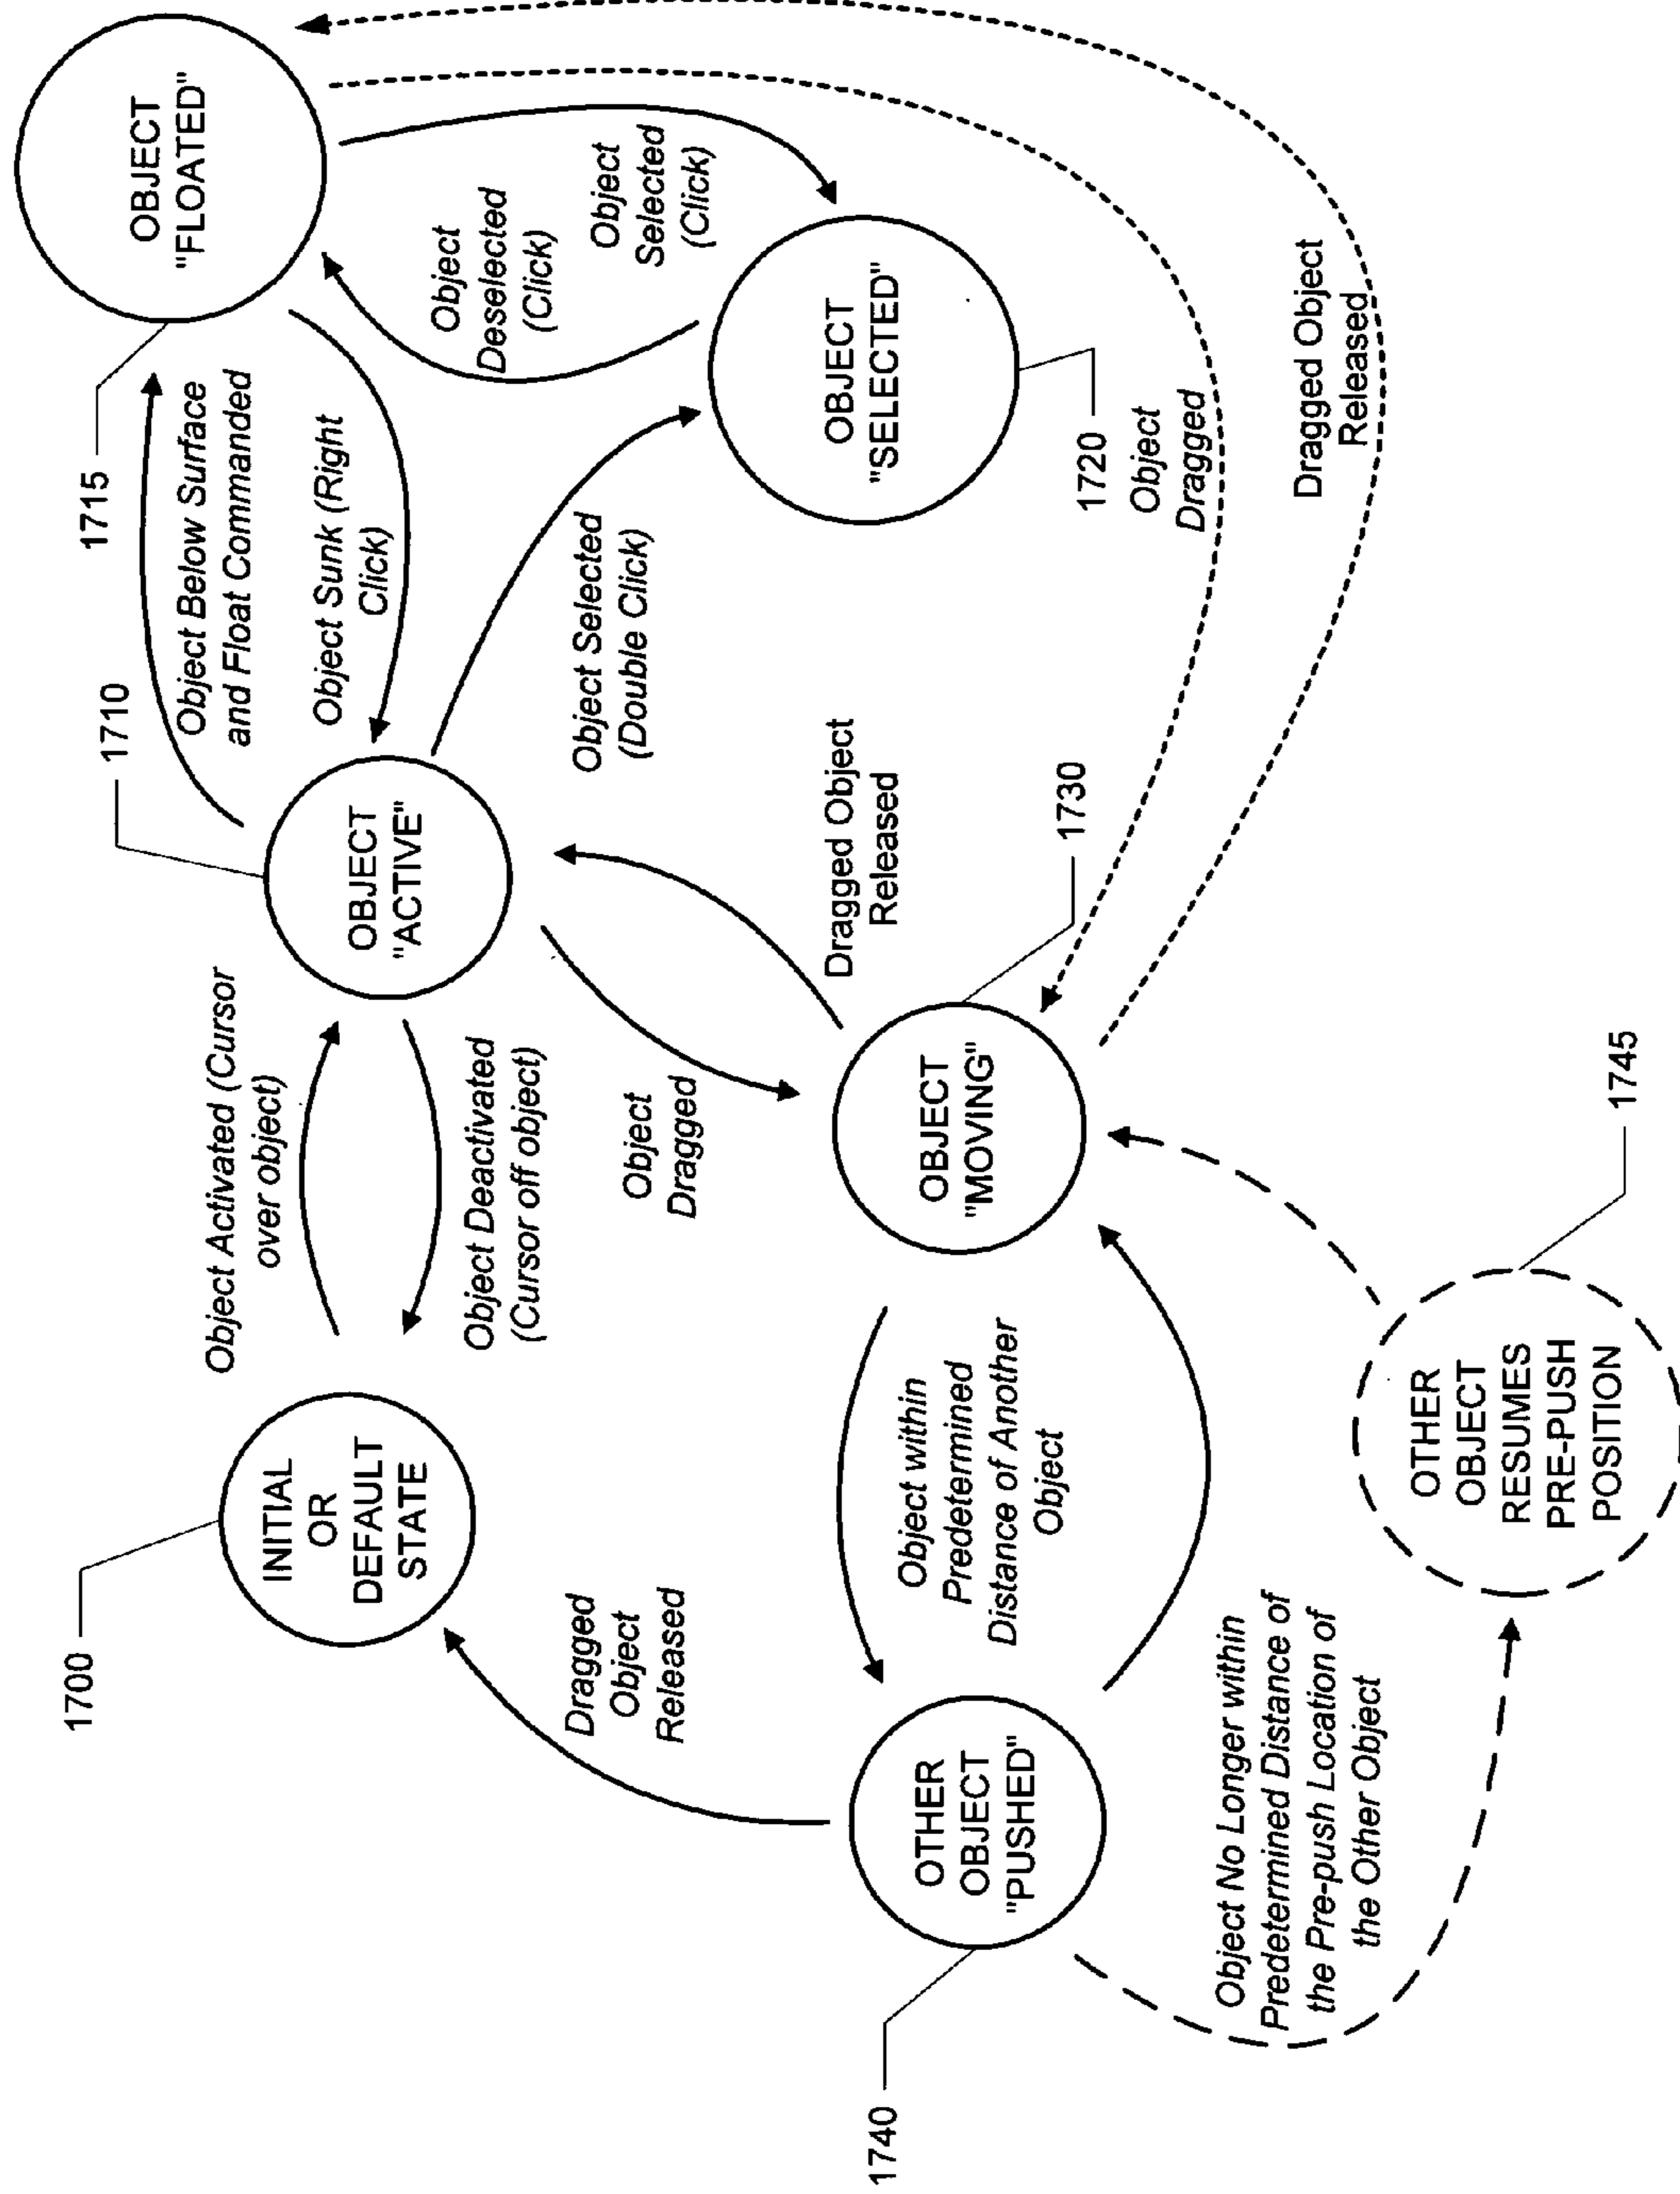 1700
INITIAL
OR
DEFAULT
STATE
Object Activated (Cursor
over object)
Object Deactivated
(Cursor off object)
1710
OBJECT
"ACTIVE"
1715
OBJECT
"FLOATED"
Object Below Surface
and Float Commanded
Object Sunk (Right
Click)
Object
Deselected
(Click)
Object
Selected
(Click)
Object Selected
(Double Click)
OBJECT
"SELECTED"
1720
Object
Dragged
Dragged Object
Released
Object
Dragged
Dragged Object
Released
1730
OBJECT
"MOVING"
Dragged
Object
Released
Object within
Predetermined
Distance of Another
Object
1740
OTHER
OBJECT
"PUSHED"
Object No Longer within
Predetermined Distance of
the Pre-push Location of
the Other Object
OTHER
OBJECT
RESUMES
PRE-PUSH
POSITION
1745